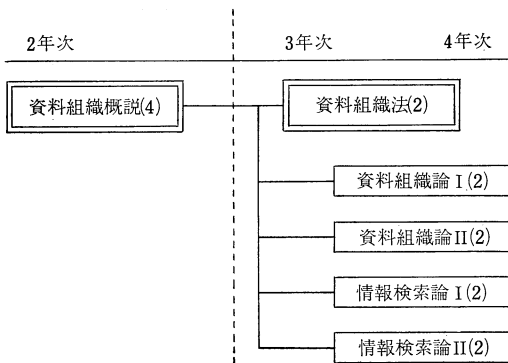 2年次 3年次 4年次
資料組織概説(4) 資料組織法(2)
資料組織論 I (2)
資料組織論II(2)
情報検索論 I (2)
情報検索論II(2)